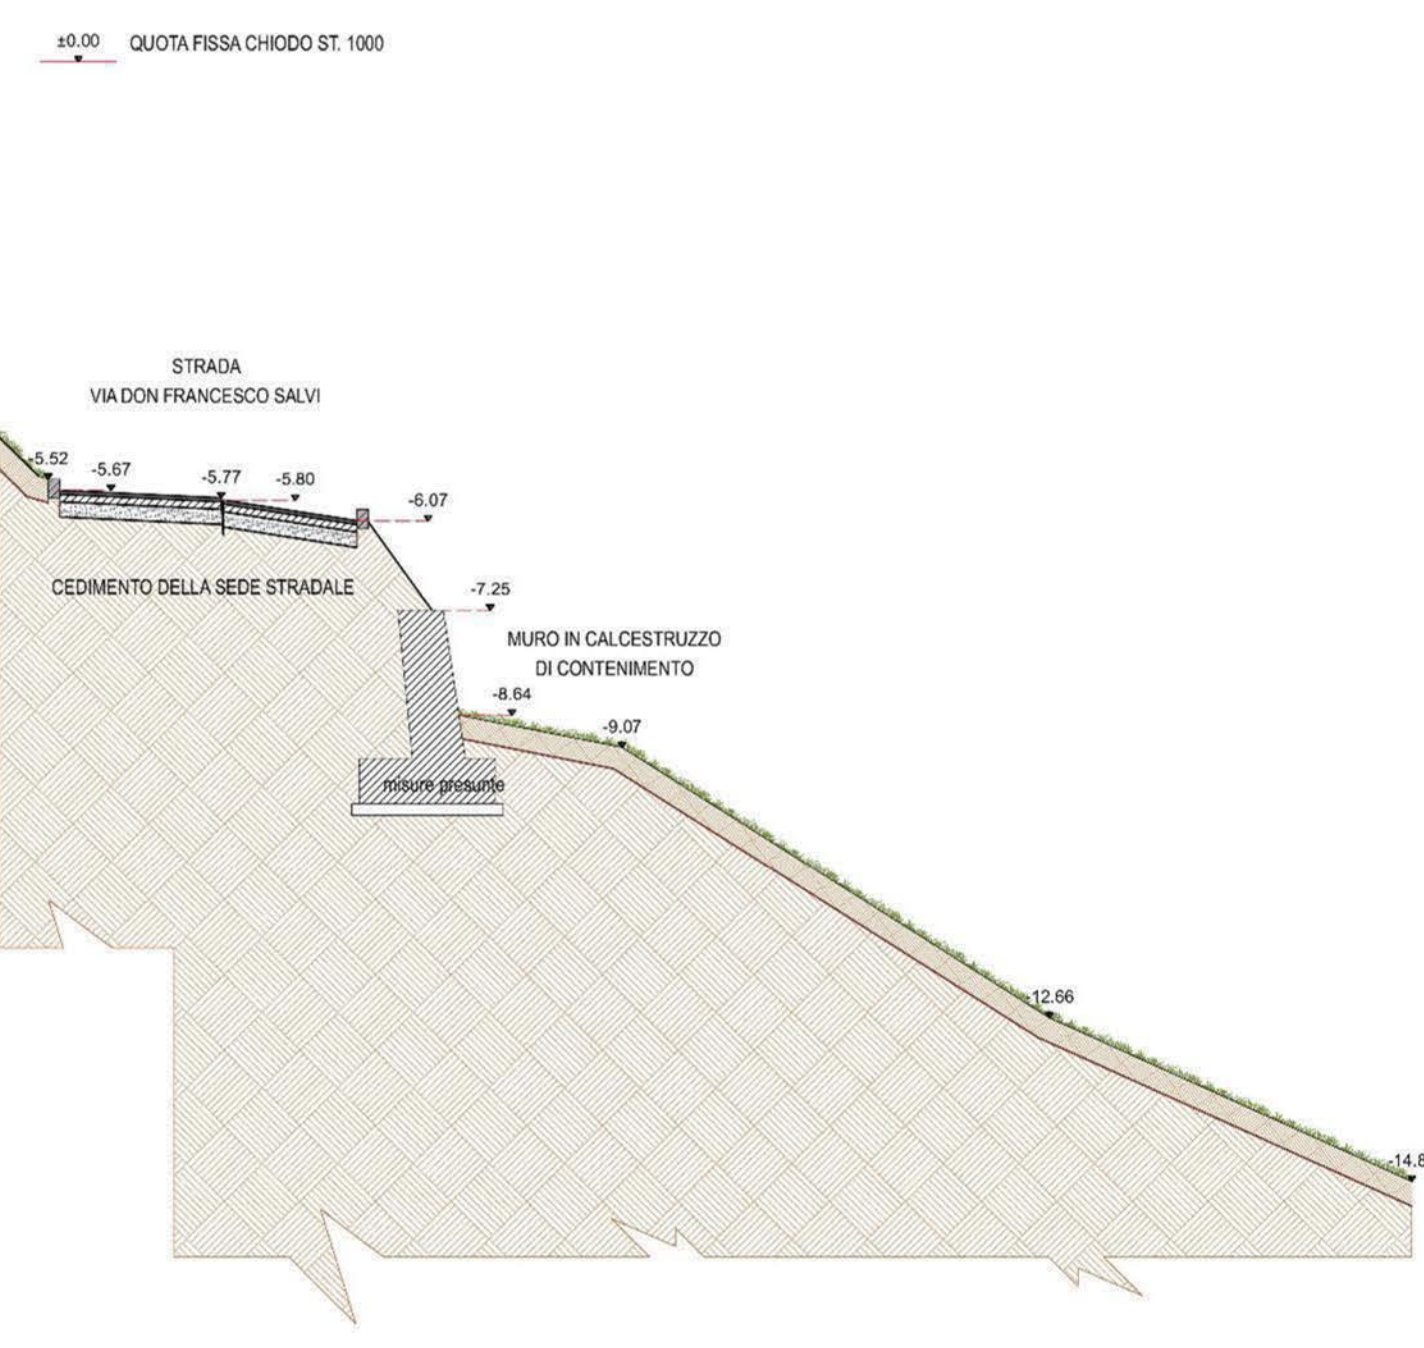 ±0.00 QUOTA FISSA CHIODO ST. 1000
STRADA
VIA DON FRANCESCO SALVI
-5.52
-5.67
-5.77
-5.80
-6.07
CEDIMENTO DELLA SEDE STRADALE
-7.25
MURO IN CALCESTRUZZO
DI CONTENIMENTO
-8.64
-9.07
misure presunte
-12.66
-14.8